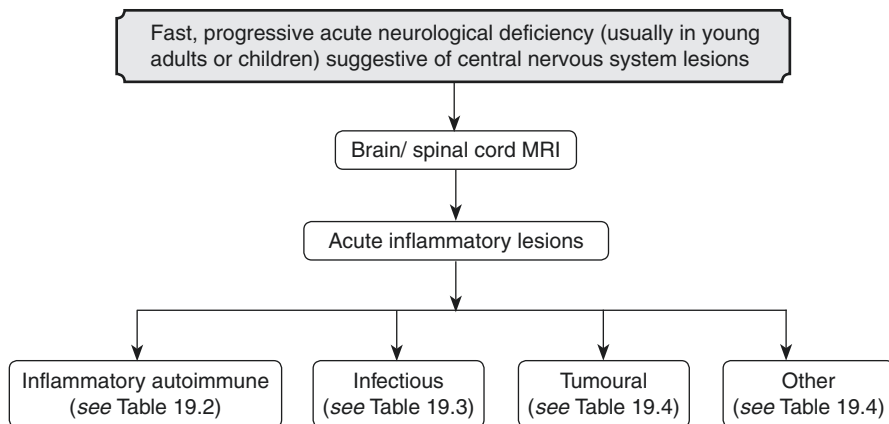 Fast, progressive acute neurological deficiency (usually in young
adults or children) suggestive of central nervous system lesions
Brain/ spinal cord MRI
Acute inflammatory lesions
Inflammatory autoimmune
(see Table 19.2)
Infectious
(see Table 19.3)
Tumoural
(see Table 19.4)
Other
(see Table 19.4)